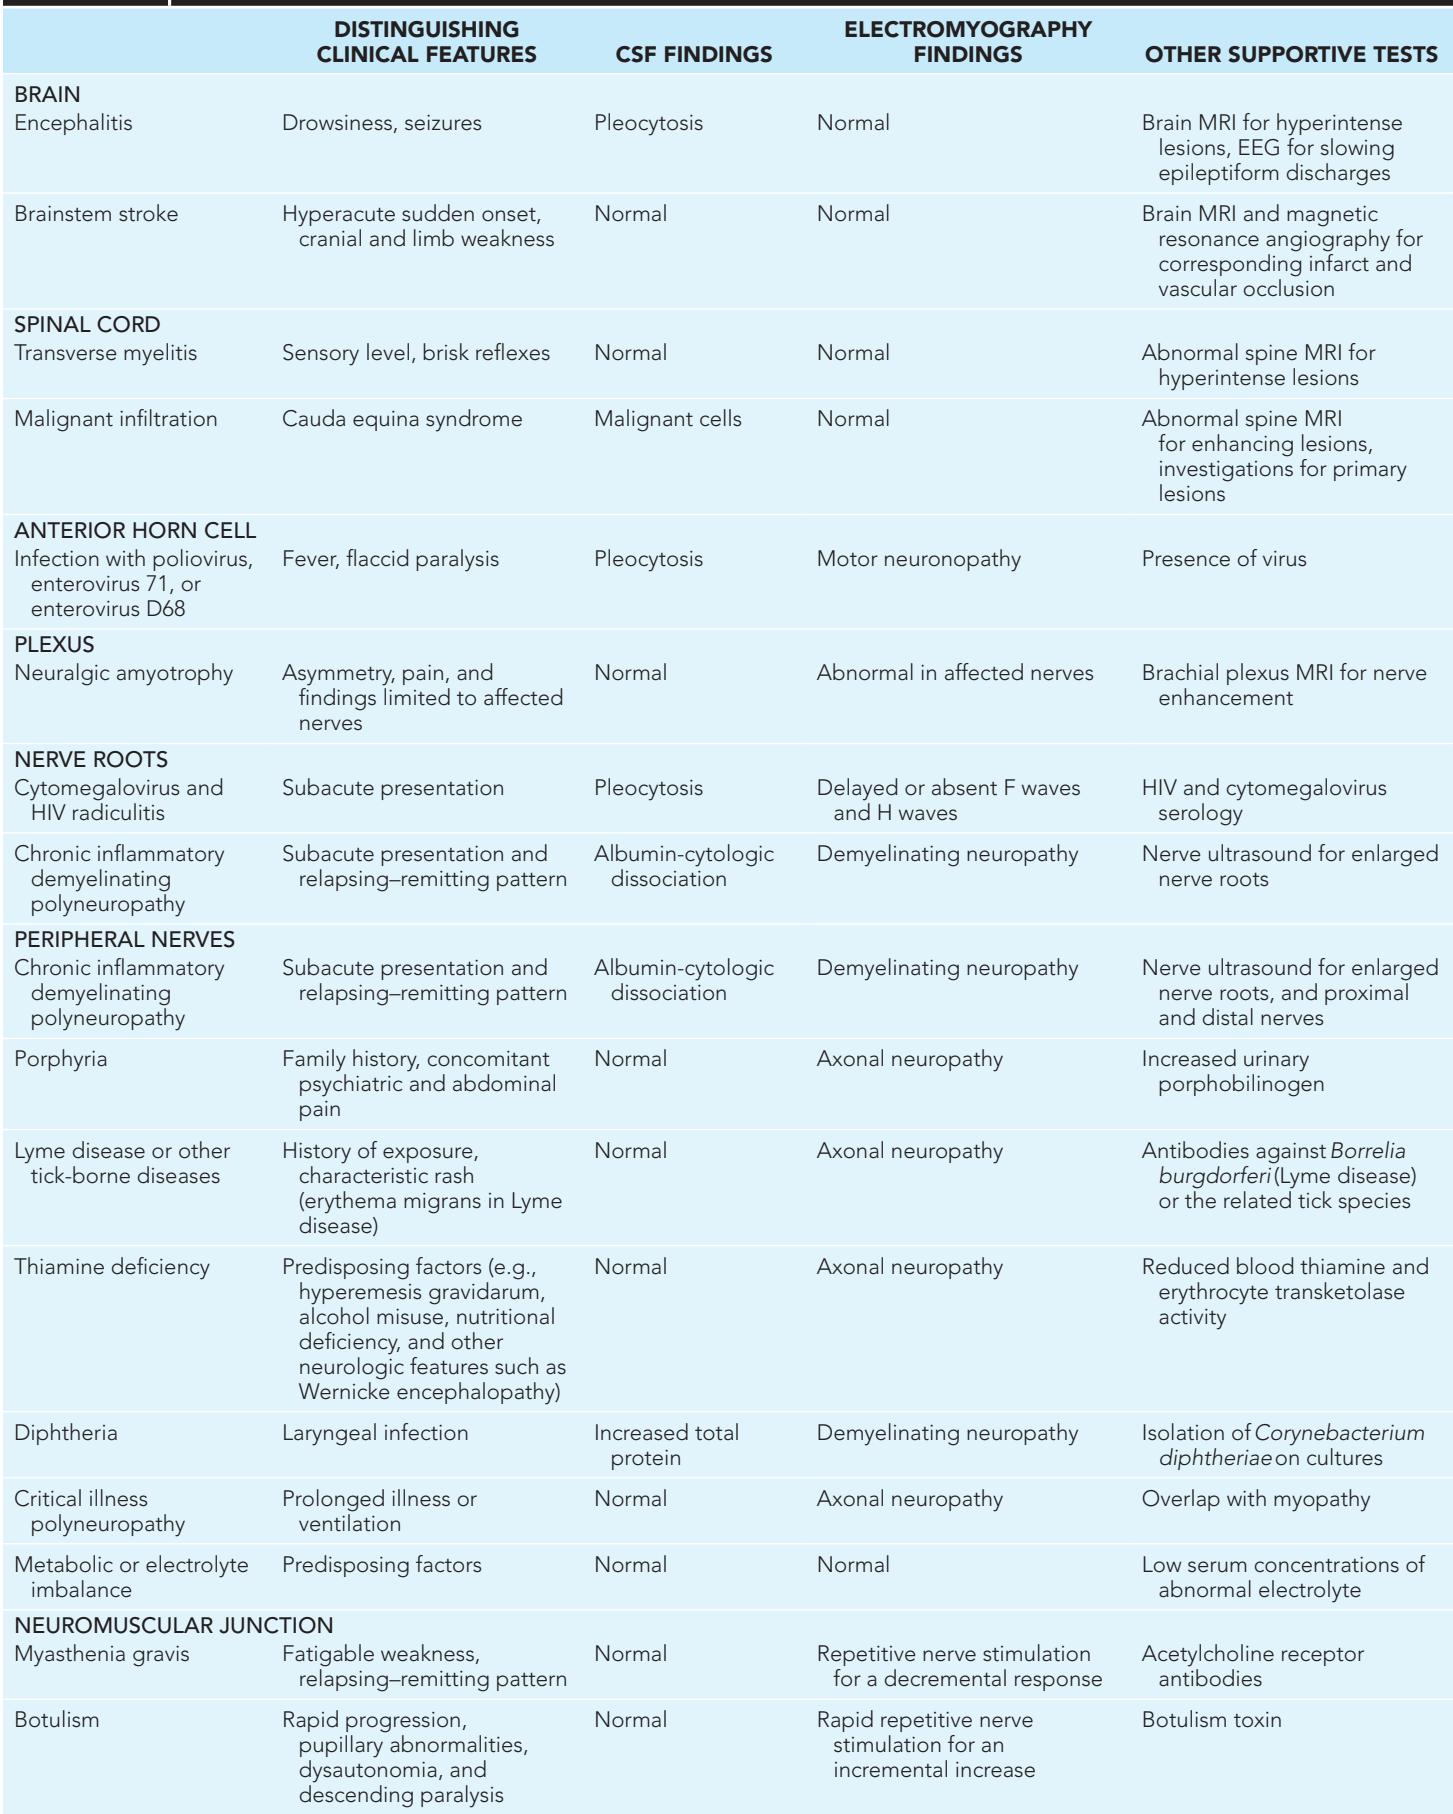 DISTINGUISHING
CLINICAL FEATURES
CSF FINDINGS
ELECTROMYOGRAPHY
FINDINGS
OTHER SUPPORTIVE TESTS
BRAIN
Encephalitis
Drowsiness, seizures
Pleocytosis
Normal
Brain MRI for hyperintense
lesions, EEG for slowing
epileptiform discharges
Brainstem stroke
Hyperacute sudden onset,
cranial and limb weakness
Normal
Normal
Brain MRI and magnetic
resonance angiography for
corresponding infarct and
vascular occlusion
SPINAL CORD
Transverse myelitis
Sensory level, brisk reflexes
Normal
Normal
Abnormal spine MRI for
hyperintense lesions
Malignant infiltration
Cauda equina syndrome
Malignant cells
Normal
Abnormal spine MRI
for enhancing lesions,
investigations for primary
lesions
ANTERIOR HORN CELL
Infection with poliovirus,
enterovirus 71, or
enterovirus D68
Fever, flaccid paralysis
Pleocytosis
Motor neuronopathy
Presence of virus
PLEXUS
Neuralgic amyotrophy
Asymmetry, pain, and
findings limited to affected
nerves
Normal
Abnormal in affected nerves
Brachial plexus MRI for nerve
enhancement
NERVE ROOTS
Cytomegalovirus and
HIV radiculitis
Subacute presentation
Pleocytosis
Delayed or absent F waves
and H waves
HIV and cytomegalovirus
serology
Chronic inflammatory
demyelinating
polyneuropathy
Subacute presentation and
relapsing–remitting pattern
Albumin-cytologic
dissociation
Demyelinating neuropathy
Nerve ultrasound for enlarged
nerve roots
PERIPHERAL NERVES
Chronic inflammatory
demyelinating
polyneuropathy
Subacute presentation and
relapsing–remitting pattern
Albumin-cytologic
dissociation
Demyelinating neuropathy
Nerve ultrasound for enlarged
nerve roots, and proximal
and distal nerves
Porphyria
Family history, concomitant
psychiatric and abdominal
pain
Normal
Axonal neuropathy
Increased urinary
porphobilinogen
Lyme disease or other
tick-borne diseases
History of exposure,
characteristic rash
(erythema migrans in Lyme
disease)
Normal
Axonal neuropathy
Antibodies against Borrelia
burgdorferi (Lyme disease)
or the related tick species
Thiamine deficiency
Predisposing factors (e.g.,
hyperemesis gravidarum,
alcohol misuse, nutritional
deficiency, and other
neurologic features such as
Wernicke encephalopathy)
Normal
Axonal neuropathy
Reduced blood thiamine and
erythrocyte transketolase
activity
Diphtheria
Laryngeal infection
Increased total
protein
Demyelinating neuropathy
Isolation of Corynebacterium
diphtheriae on cultures
Critical illness
polyneuropathy
Prolonged illness or
ventilation
Normal
Axonal neuropathy
Overlap with myopathy
Metabolic or electrolyte
imbalance
Predisposing factors
Normal
Normal
Low serum concentrations of
abnormal electrolyte
NEUROMUSCULAR JUNCTION
Myasthenia gravis
Fatigable weakness,
relapsing–remitting pattern
Normal
Repetitive nerve stimulation
for a decremental response
Acetylcholine receptor
antibodies
Botulism
Rapid progression,
pupillary abnormalities,
dysautonomia, and
descending paralysis
Normal
Rapid repetitive nerve
stimulation for an
incremental increase
Botulism toxin